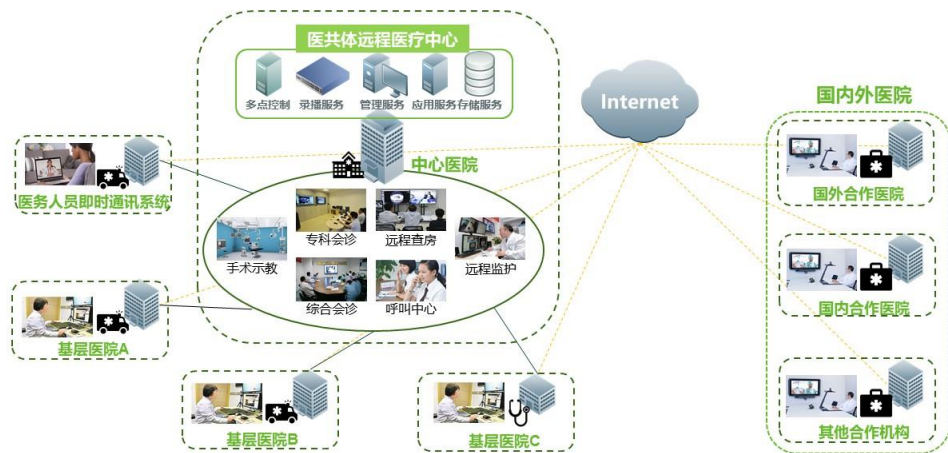 医共体远程医疗中心
多点控制 录播服务 管理服务 应用服务 存储服务
Internet
国内外医院
中心医院
医务人员即时通讯系统
国外合作医院
专科会诊 远程查房
手术示教 远程监护
综合会诊 呼叫中心
国内合作医院
基层医院A
基层医院B
基层医院C
其他合作机构